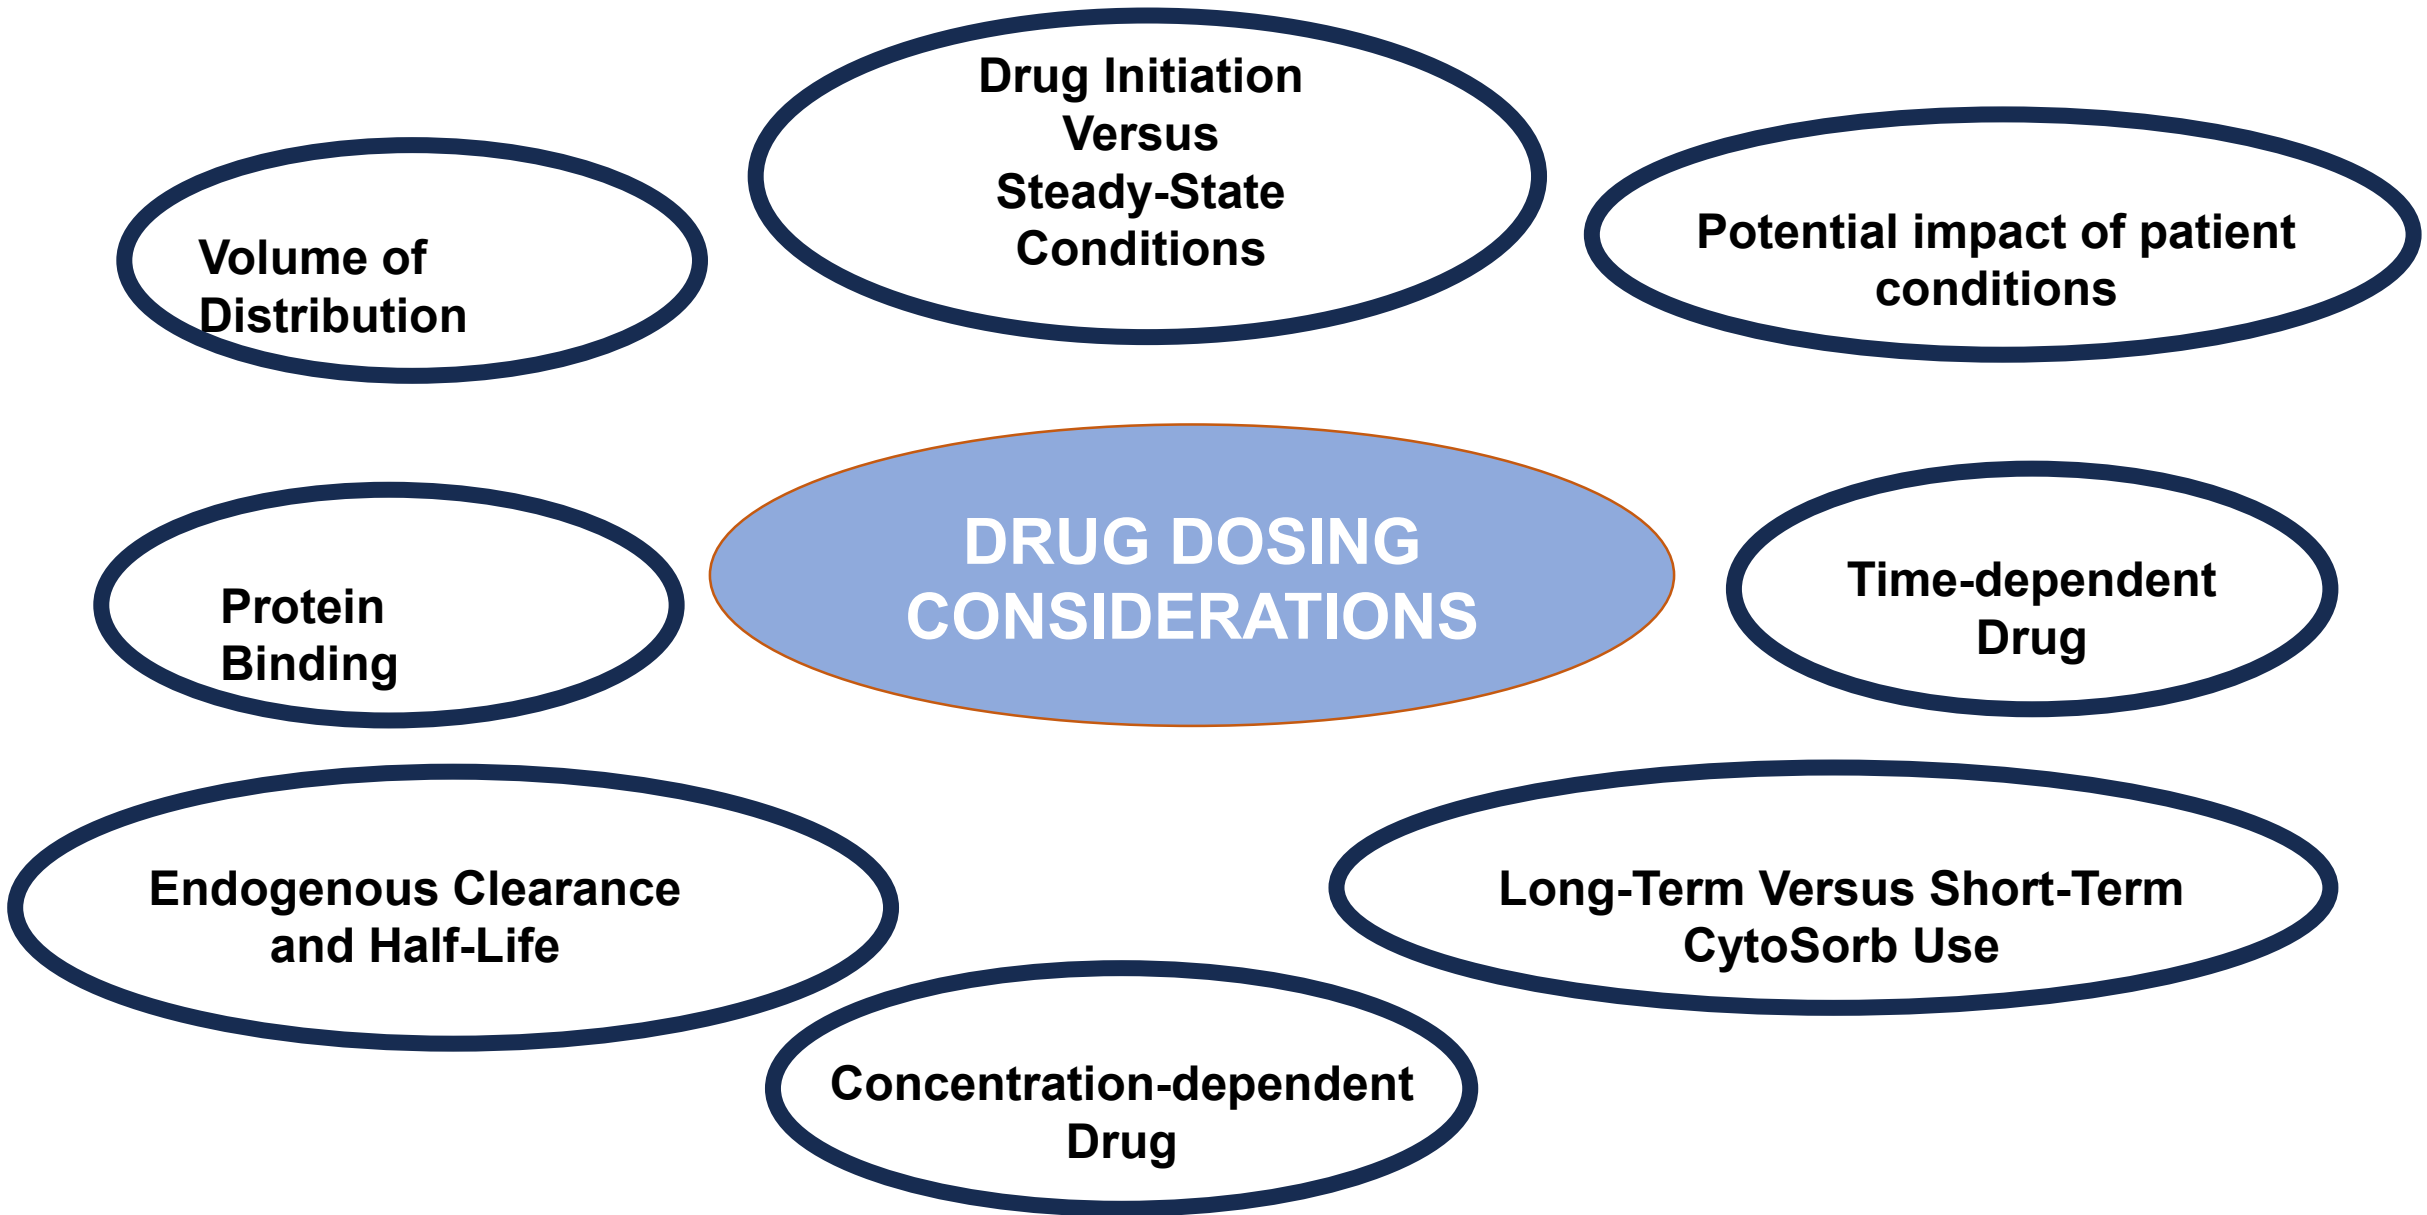 Drug Initiation
Versus
Steady-State
Conditions
Volume of
Distribution
Potential impact of patient
conditions
DRUG DOSING
CONSIDERATIONS
Protein
Binding
Time-dependent
Drug
Endogenous Clearance
and Half-Life
Long-Term Versus Short-Term
CytoSorb Use
Concentration-dependent
Drug